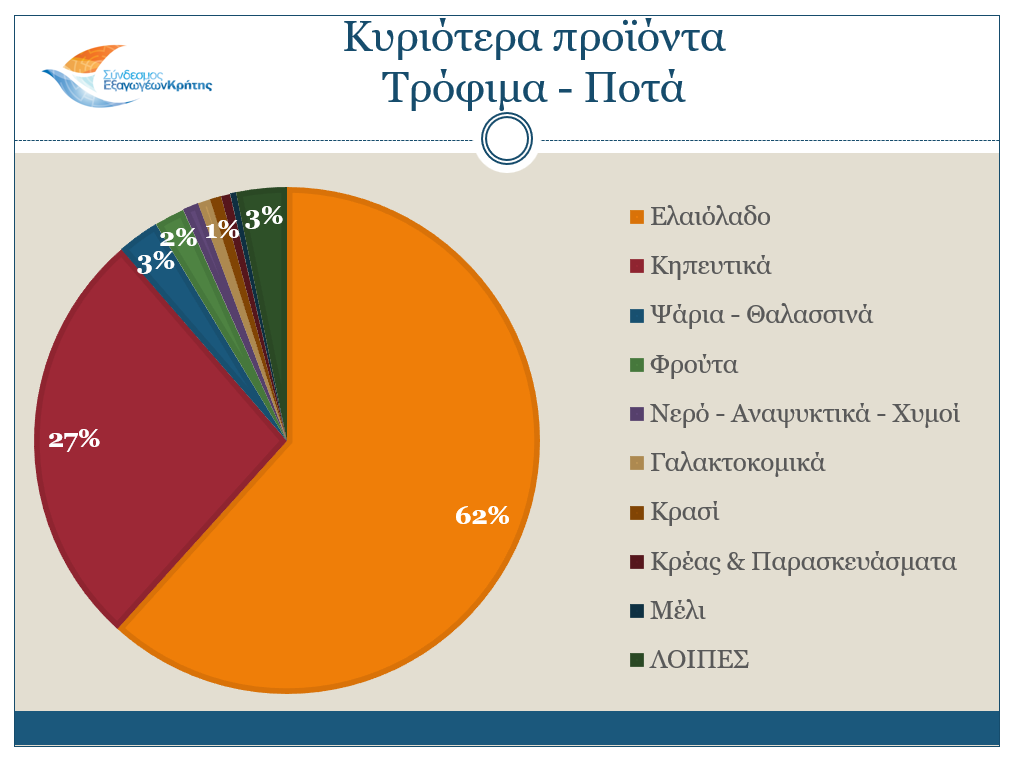 Κυριότερα προϊόντα
Τρόφιμα - Ποτά
Σύνδεσμος
ΕξαγωγέωνΚρήτης
3%
1%
2%
3%
27%
62%
Ελαιόλαδο
Κηπευτικά
Ψάρια - Θαλασσινά
Φρούτα
Νερό - Αναψυκτικά - Χυμοί
Γαλακτοκομικά
Κρασί
Κρέας & Παρασκευάσματα
Μέλι
ΛΟΙΠΕΣ